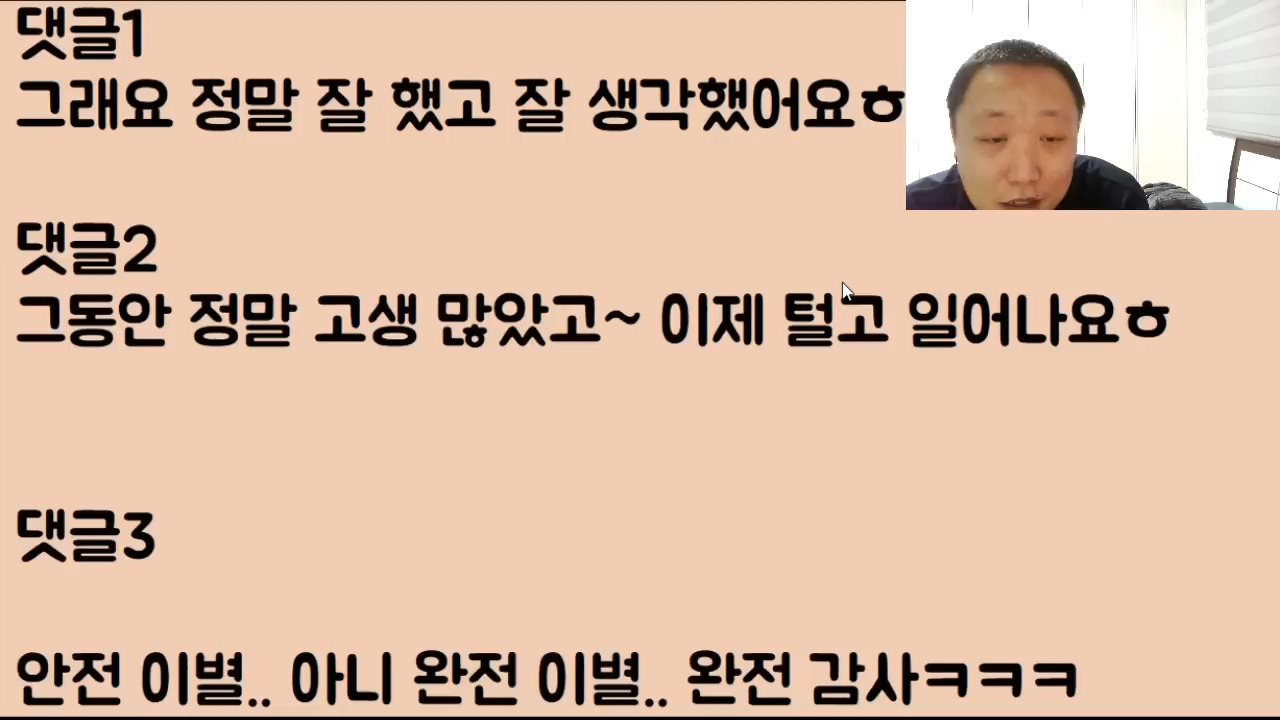 댓글1
그래요 정말 잘 했고 잘 생각했어요ㅎ
댓글2
그동안 정말 고생 많았고~ 이제 털고 일어나요ㅎ
댓글3
안전 이별.. 아니 완전 이별.. 완전 감사ㅋㅋㅋ